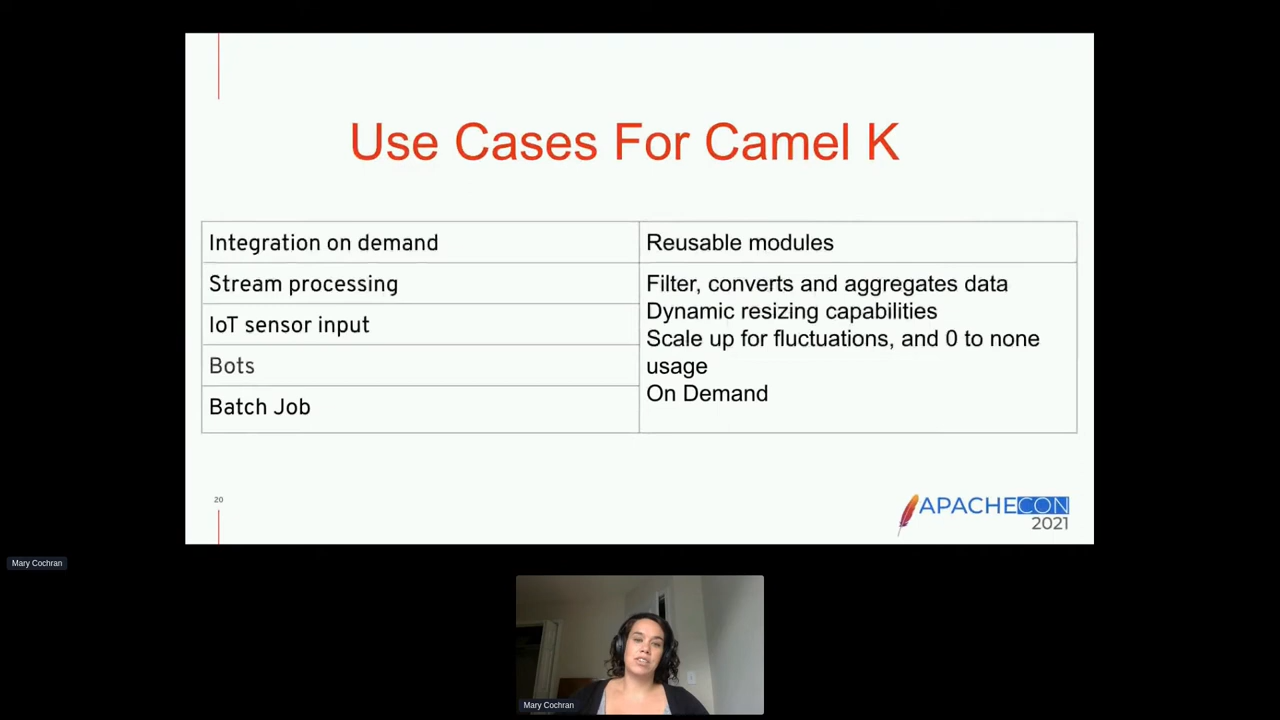 Use Cases For Camel K
Integration on demand
Reusable modules
Stream processing
IoT sensor input
Bots
Batch Job
Filter, converts and aggregates data
Dynamic resizing capabilities
Scale up for fluctuations, and 0 to none
usage
On Demand
20
APACHECON
2021
Mary Cochran
Mary Cochran